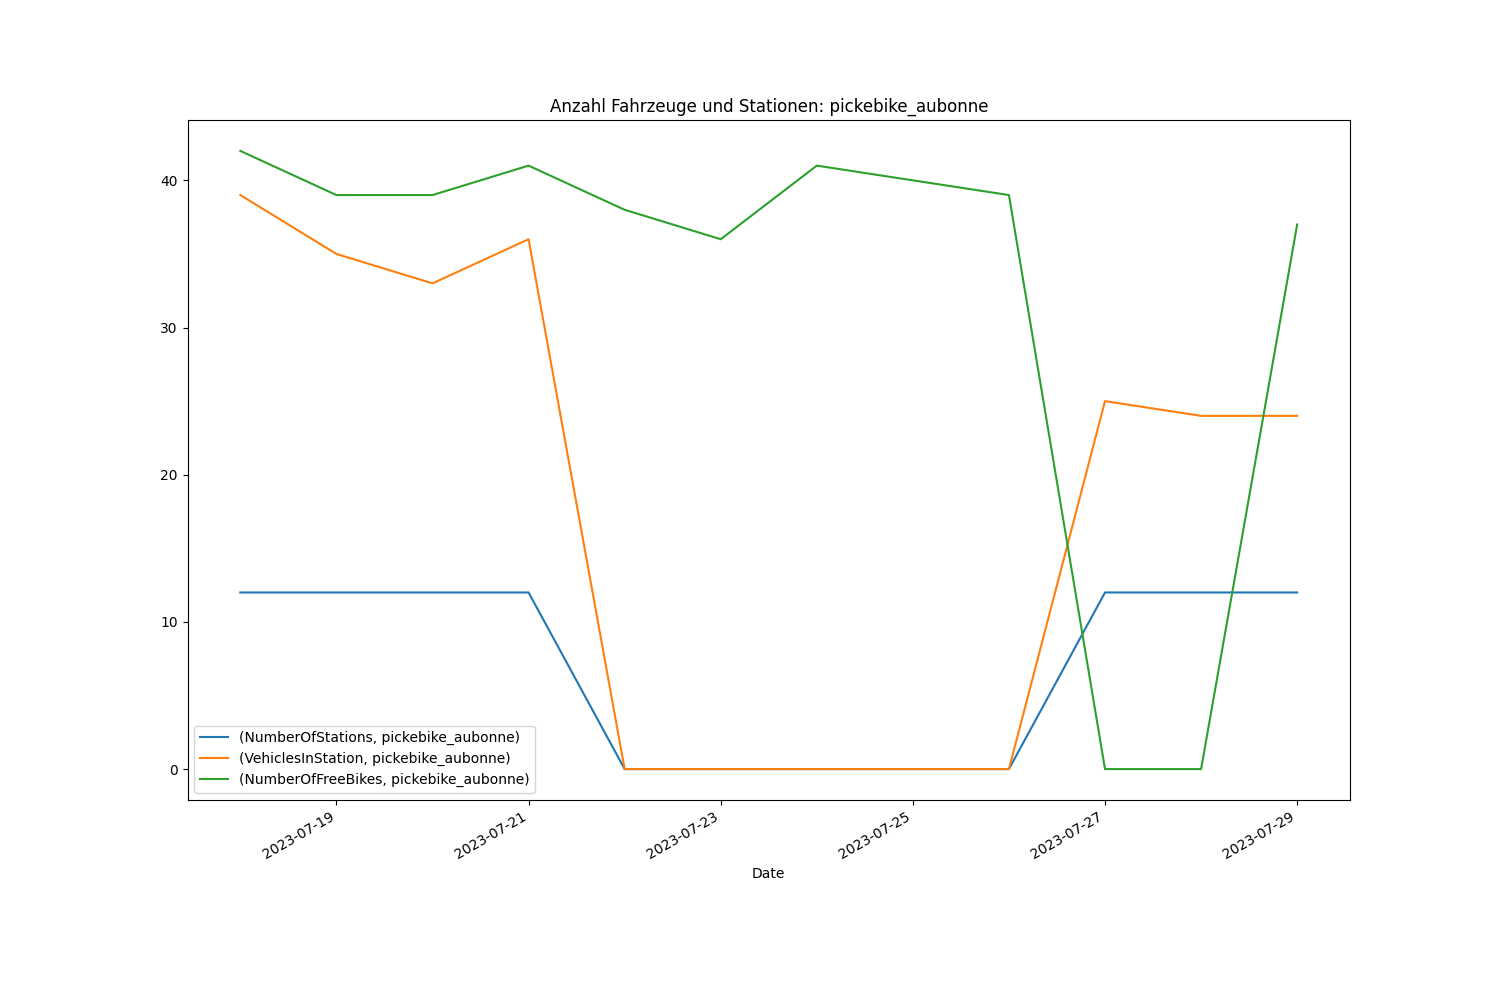 Anzahl Fahrzeuge und Stationen: pickebike_aubonne
40
30
20
10
0
(NumberOfStations, pickebike_aubonne)
(VehiclesInStation, pickebike_aubonne)
(NumberOfFreeBikes, pickebike_aubonne)
2023-07-19
2023-07-21
2023-07-23
2023-07-25
2023-07-27
2023-07-29
Date